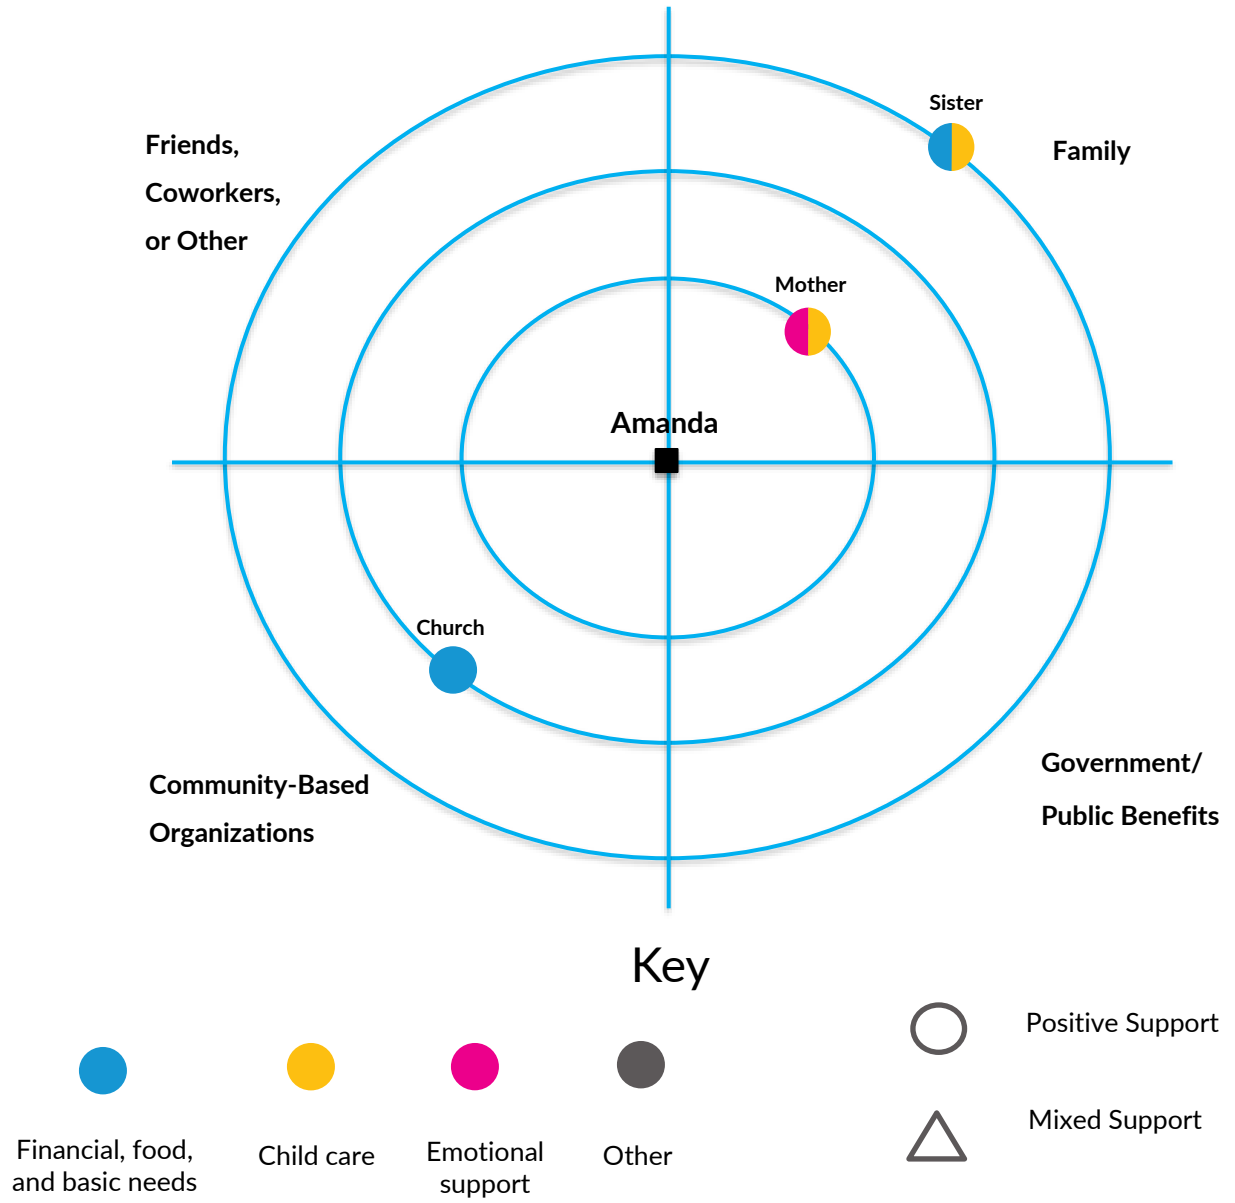 Sister
Friends,
Coworkers,
or Other
Family
Mother
Amanda
Church
Community-Based
Organizations
Government/
Public Benefits
Key
Positive Support
Mixed Support
Financial, food,
and basic needs
Child care
Emotional
support
Other